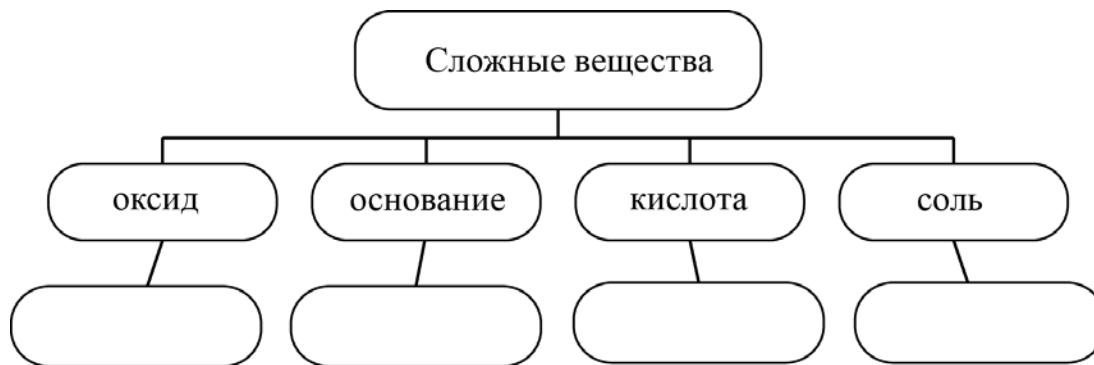 Сложные вещества
оксид
основание
кислота
соль